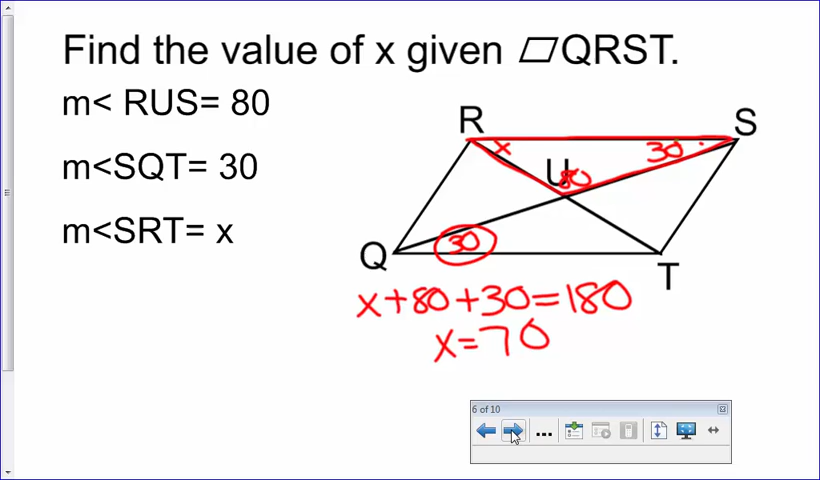 Find the value of x given ▱QRST.
m< RUS= 80
m<SQT= 30
m<SRT= x
R
S
x
30
U
80
Q
30
T
x+80+30=180
x=70
6 of 10
...